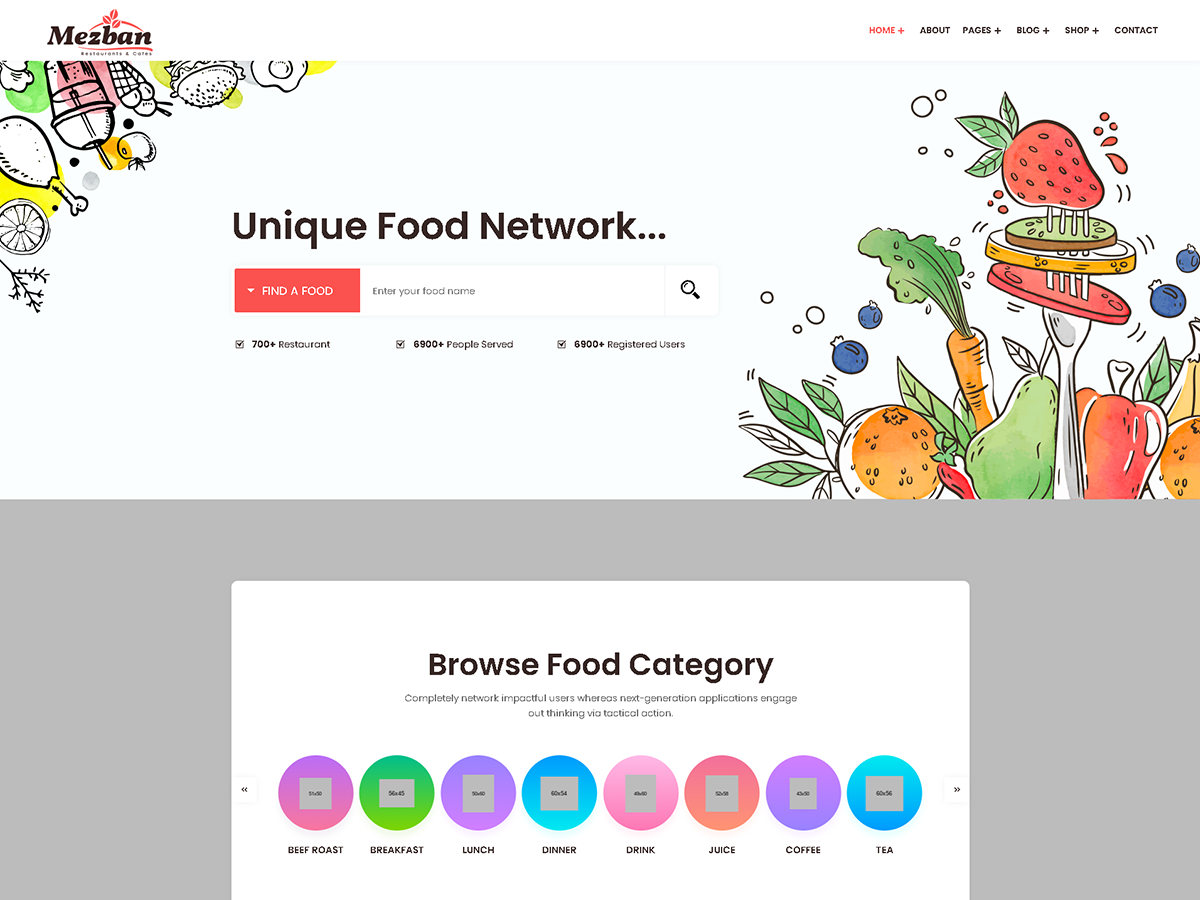 Mezban
Restaurants & Cafes
HOME + ABOUT PAGES + BLOG + SHOP + CONTACT
Unique Food Network...
FIND A FOOD
Enter your food name
700+ Restaurant
6900+ People Served
6900+ Registered Users
Browse Food Category
Completely network impactful users whereas next-generation applications engage
out thinking via tactical action.
«
51x50
56x45
50x60
60x54
49x60
52x58
43x50
60x56
»
BEEF ROAST
BREAKFAST
LUNCH
DINNER
DRINK
JUICE
COFFEE
TEA